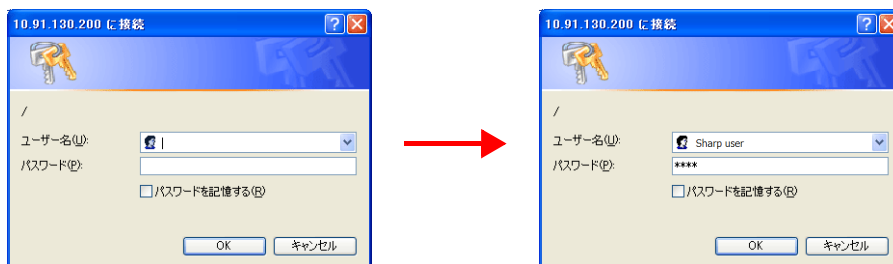 10.91.130.200 に接続
/
ユーザー名(U):
パスワード(P):
パスワードを記憶する(R)
OK
キャンセル
10.91.130.200 に接続
/
ユーザー名(U):
Sharp user
パスワード(P):
****
パスワードを記憶する(R)
OK
キャンセル